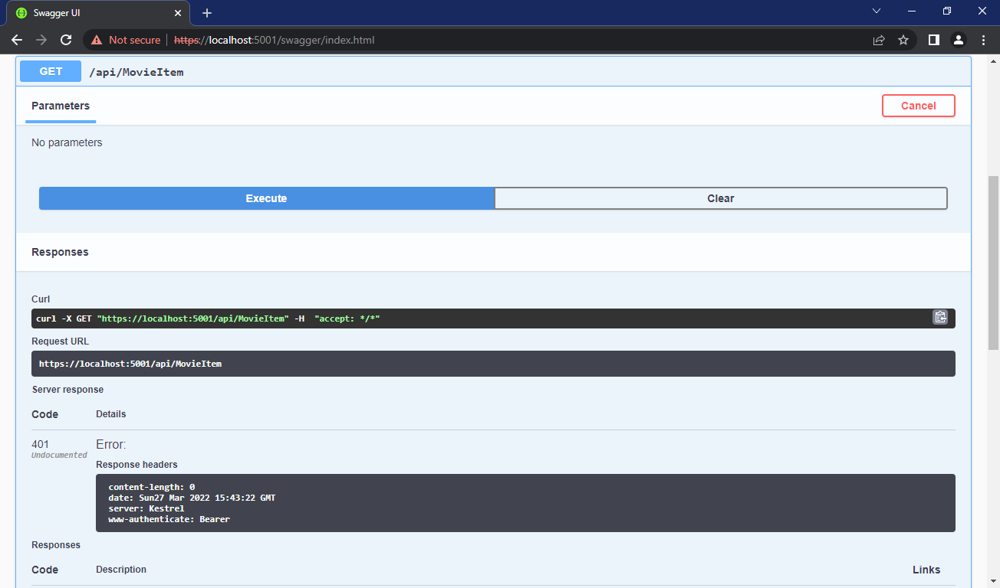 Swagger UI
Not secure
https://localhost:5001/swagger/index.html
GET /api/MovieItem
Parameters
Cancel
No parameters
Execute
Clear
Responses
Curl
curl -X GET "https://localhost:5001/api/MovieItem" -H  "accept: */*"
Request URL
https://localhost:5001/api/MovieItem
Server response
Code Details
401 Error:
Undocumented
Response headers
content-length: 0
date: Sun27 Mar 2022 15:43:22 GMT
server: Kestrel
www-authenticate: Bearer
Responses
Code Description Links